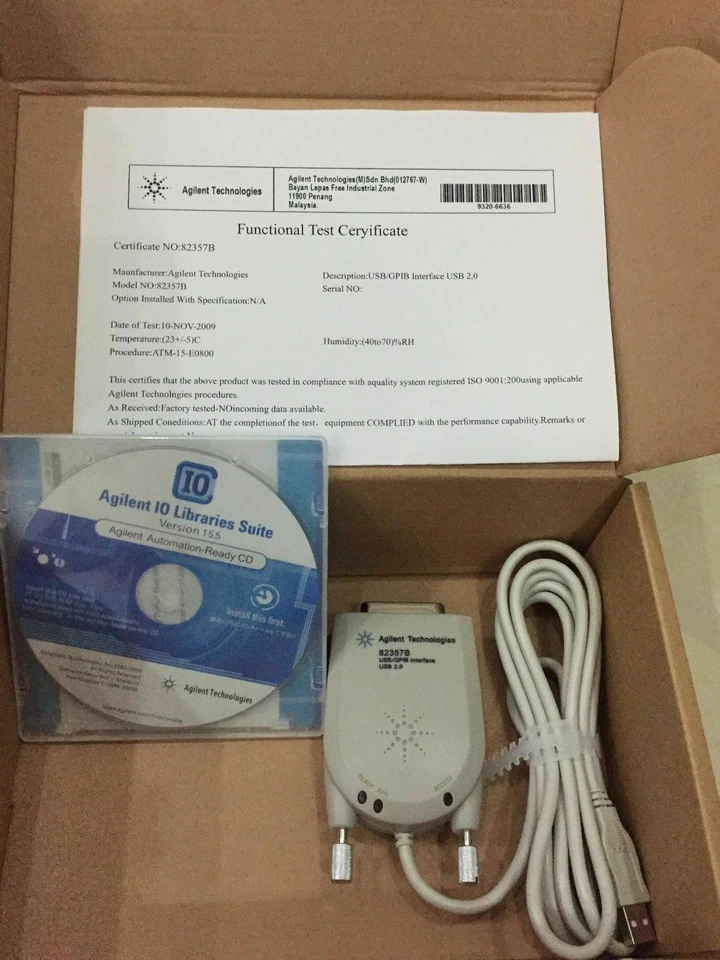 Agilent Technologies
Agilent Technologies(M)Sdn Bhd(012767-W)
Bayan Lepas Free Industrial Zone
11900 Penang
Malaysia.
9320-6636
Functional Test Ceryificate
Certificate NO:82357B
Maunfacturer:Agilent Technologies
Model NO:82357B
Option Installed With Specification:N/A
Description:USB/GPIB Interface USB 2.0
Serial NO:
Date of Test:10-NOV-2009
Temperature:(23+/-5)C
Procedure:ATM-15-E0800
Humidity:(40to70)%RH
This certifies that the above product was tested in compliance with aquality system registered ISO 9001:200using applicable
Agilent Technolngies procedures.
As Received:Factory tested-NOincoming data available.
As Shipped Conditions:AT the completionof the test, equipment COMPLIED with the performance capability.Remarks or
IO
Agilent IO Libraries Suite
Version 15.5
Agilent Automation-Ready CD
Install this first.
Agilent Technologies
Agilent Technologies
82357B
USB/GPIB Interface
USB 2.0
READY FAIL
ACCESS